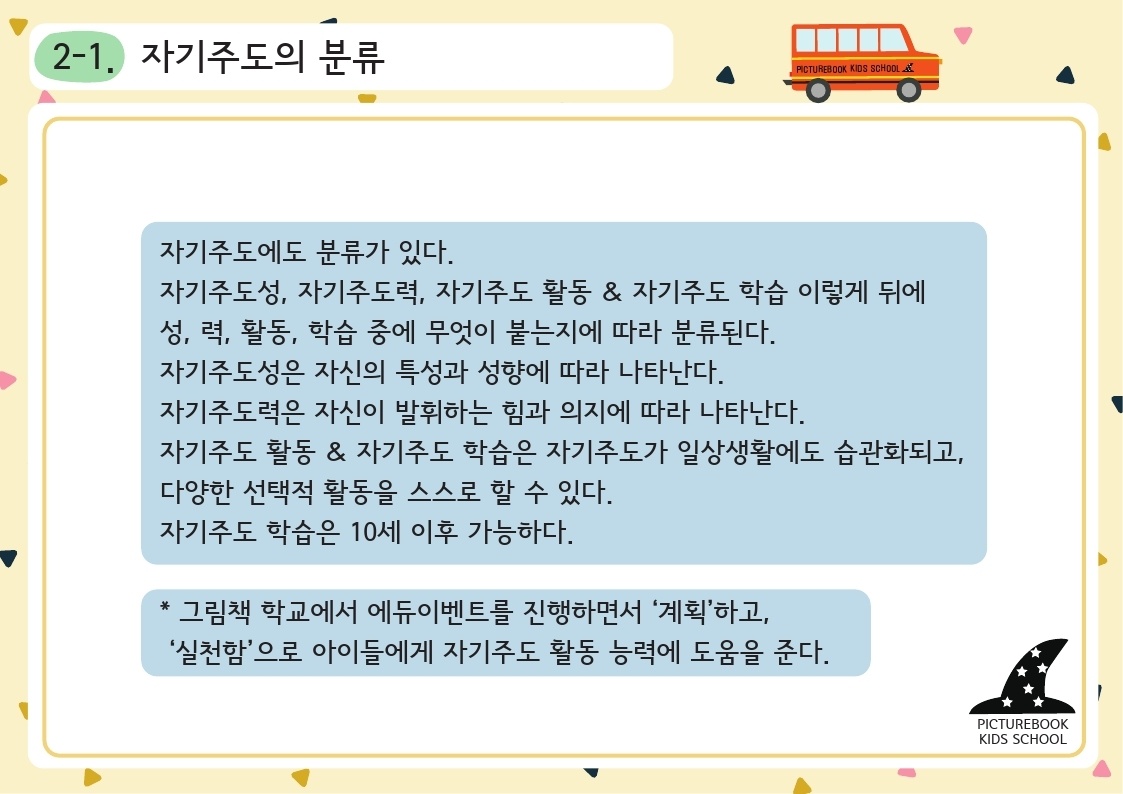 2-1. 자기주도의 분류
PICTUREBOOK KIDS SCHOOL
자기주도에도 분류가 있다.
자기주도성, 자기주도력, 자기주도 활동 & 자기주도 학습 이렇게 뒤에
성, 력, 활동, 학습 중에 무엇이 붙는지에 따라 분류된다.
자기주도성은 자신의 특성과 성향에 따라 나타난다.
자기주도력은 자신이 발휘하는 힘과 의지에 따라 나타난다.
자기주도 활동 & 자기주도 학습은 자기주도가 일상생활에도 습관화되고,
다양한 선택적 활동을 스스로 할 수 있다.
자기주도 학습은 10세 이후 가능하다.
* 그림책 학교에서 에듀이벤트를 진행하면서 ‘계획’하고,
‘실천함’으로 아이들에게 자기주도 활동 능력에 도움을 준다.
PICTUREBOOK
KIDS SCHOOL